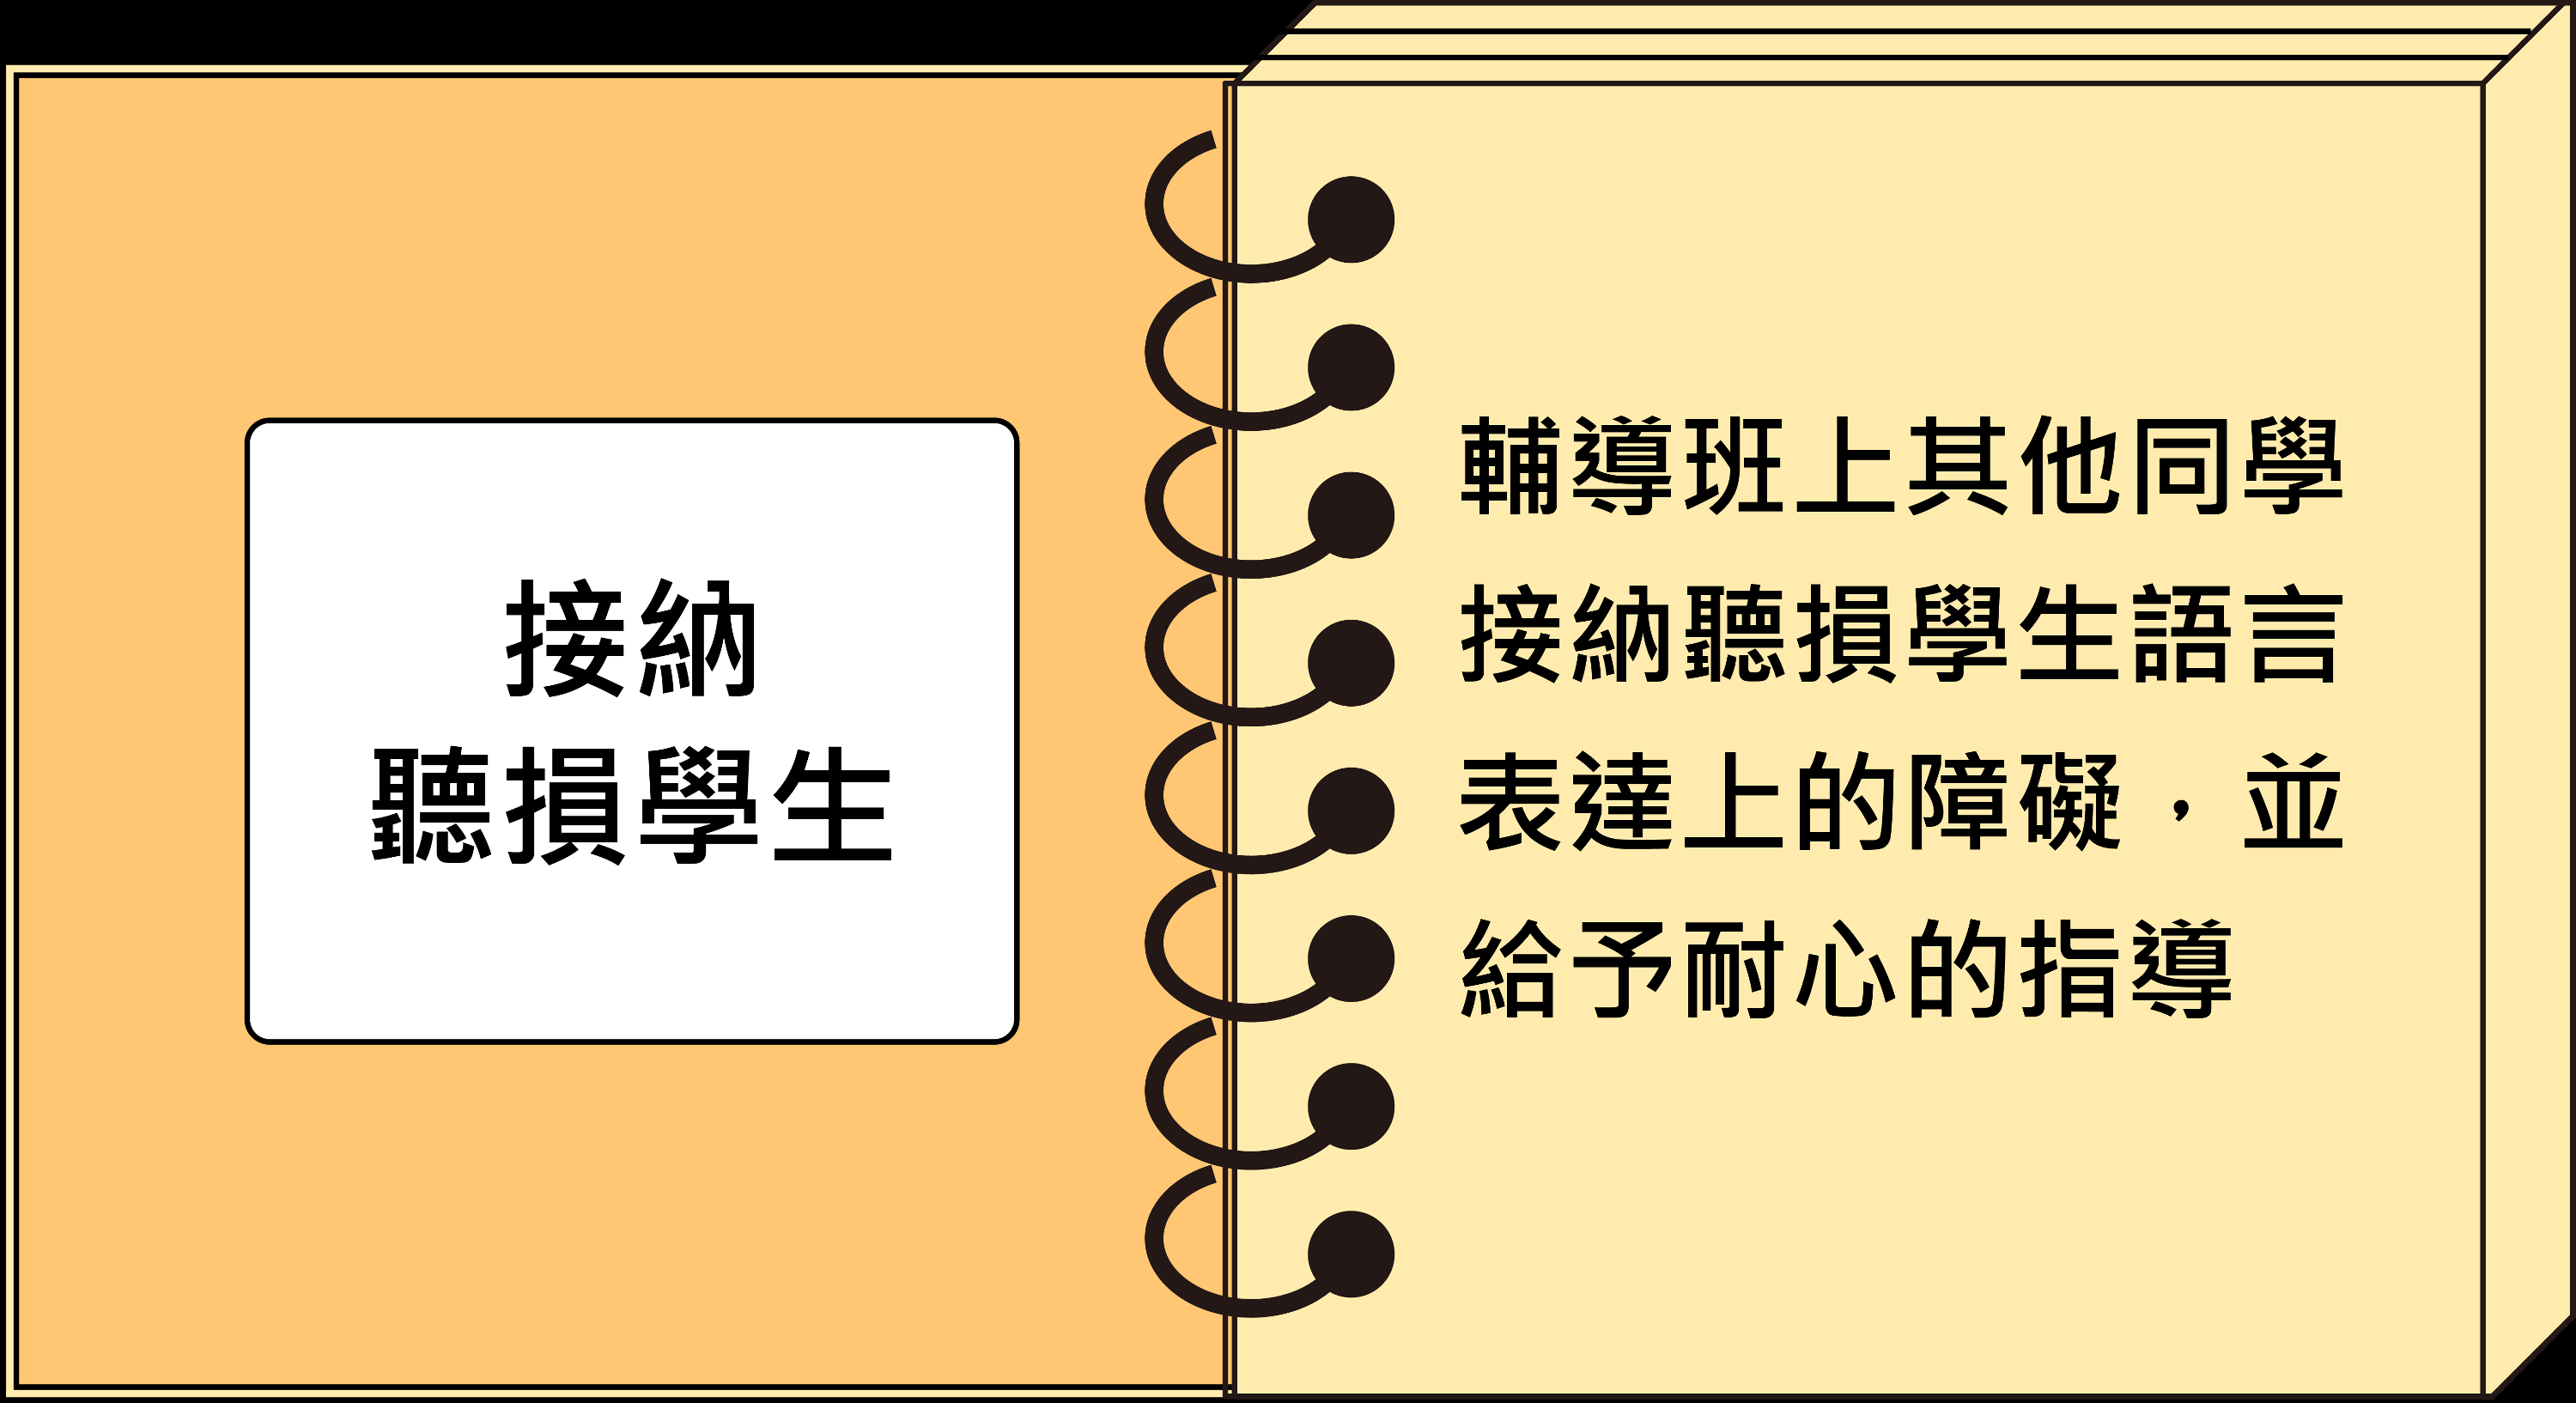 接納
聽損學生
輔導班上其他同學
接納聽損學生語言
表達上的障礙，並
給予耐心的指導